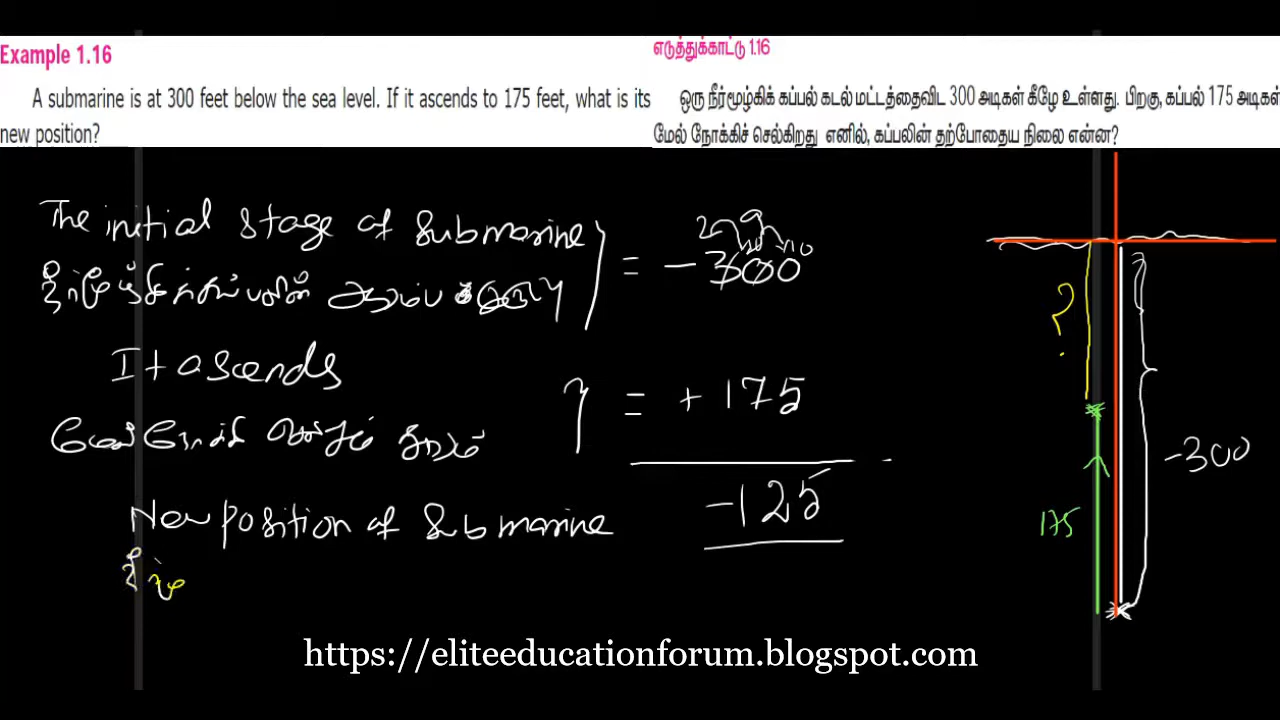 Example 1.16
A submarine is at 300 feet below the sea level. If it ascends to 175 feet, what is its
new position?
எடுத்துக்காட்டு 1.16
ஒரு நீர்மூழ்கிக் கப்பல் கடல் மட்டத்தைவிட 300 அடிகள் கீழே உள்ளது. பிறகு, கப்பல் 175 அடிகள்
மேல் நோக்கிச் செல்கிறது எனில், கப்பலின் தற்போதைய நிலை என்ன?
The initial stage of submarine
= -300
It ascends
= + 175
New position of submarine
-125
?
175
-300
https://eliteeducationforum.blogspot.com